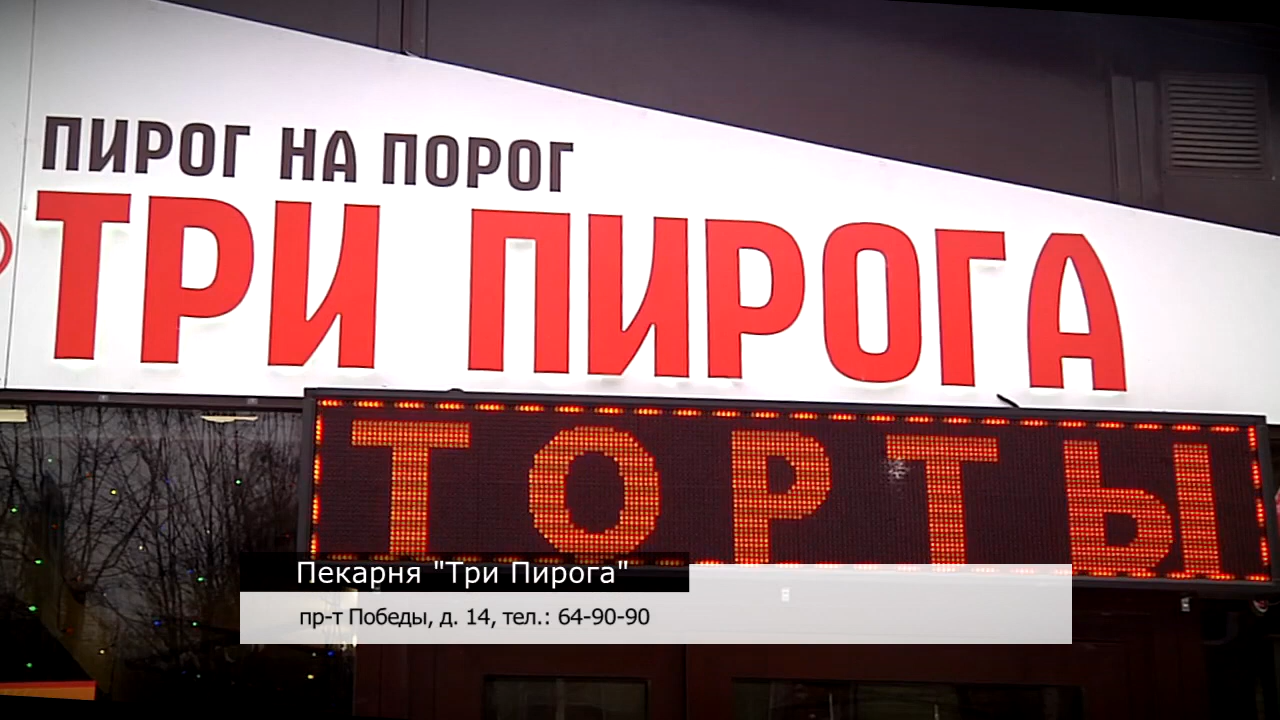 ПИРОГ НА ПОРОГ
ТРИ ПИРОГА
ТОРТЫ
Пекарня "Три Пирога"
пр-т Победы, д. 14, тел.: 64-90-90